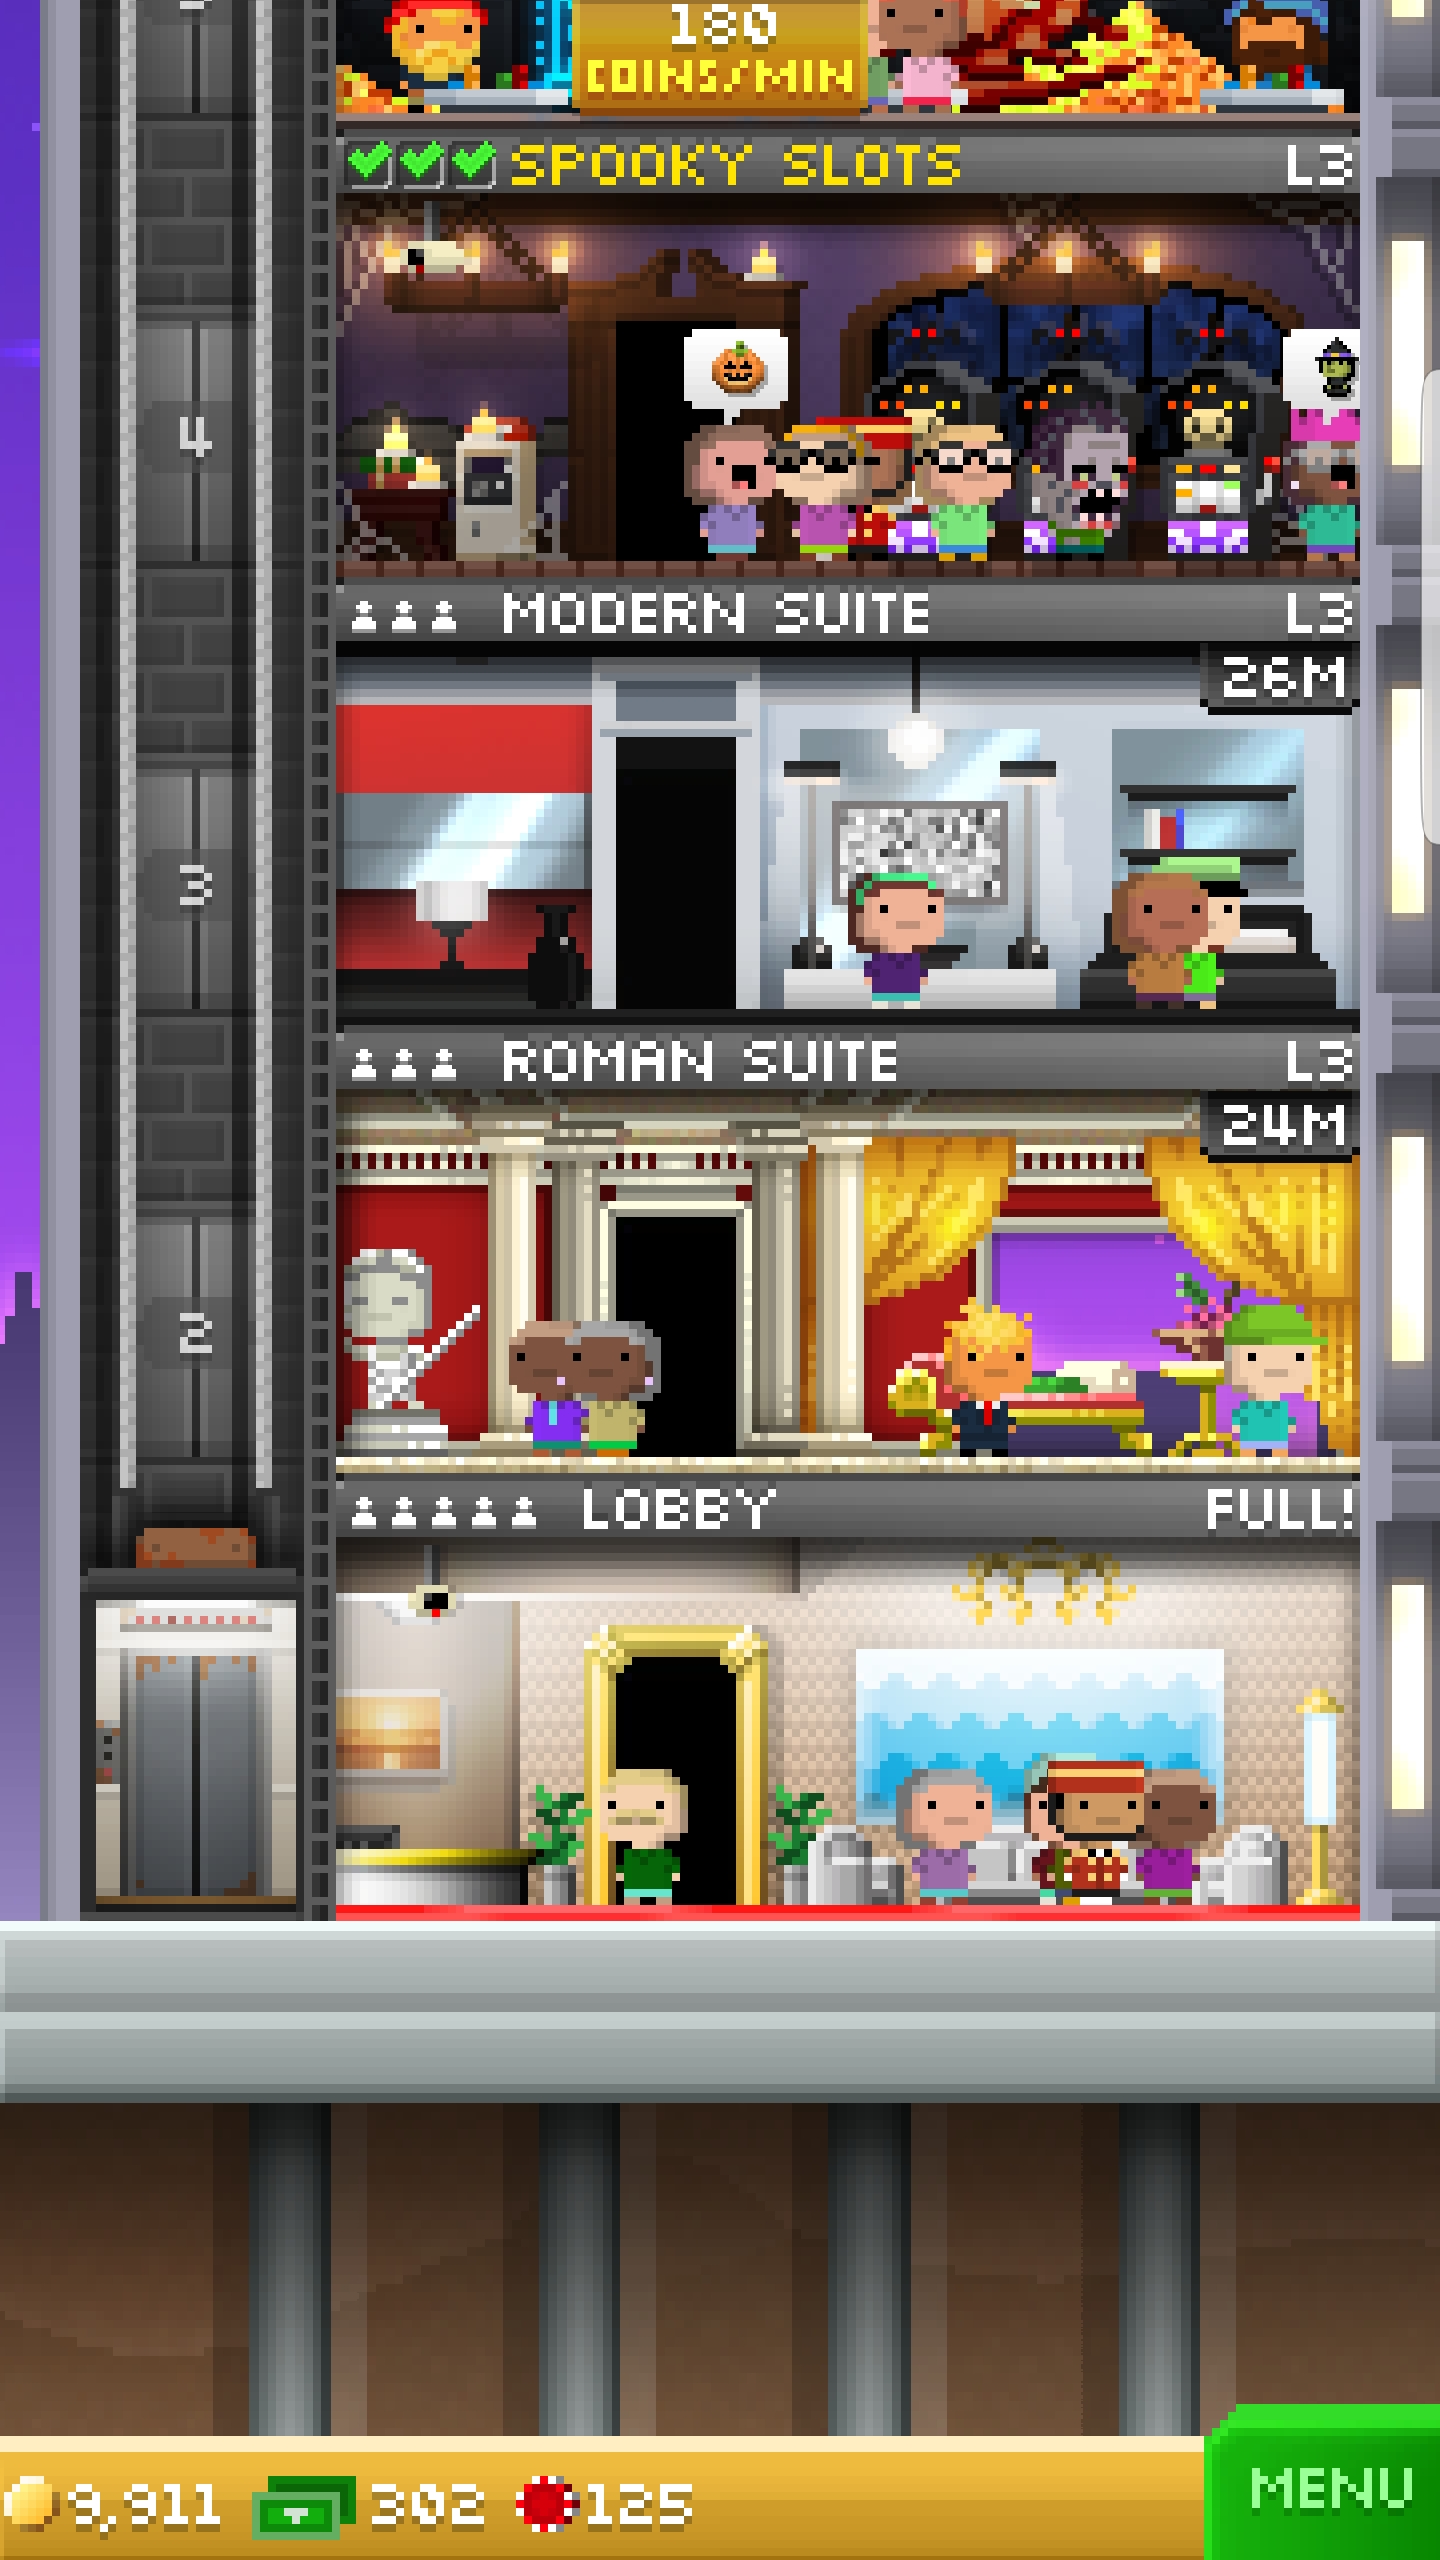 180
COINS/MIN
SPOOKY SLOTS L3
4
MODERN SUITE L3
26M
3
ROMAN SUITE L3
24M
2
LOBBY FULL!
9,911 302 125 MENU